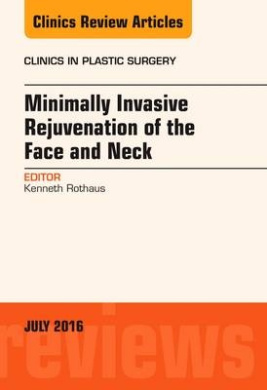 Clinics Review Articles
CLINICS IN PLASTIC SURGERY
Minimally Invasive
Rejuvenation of the
Face and Neck
EDITOR
Kenneth Rothaus
JULY 2016
reviews